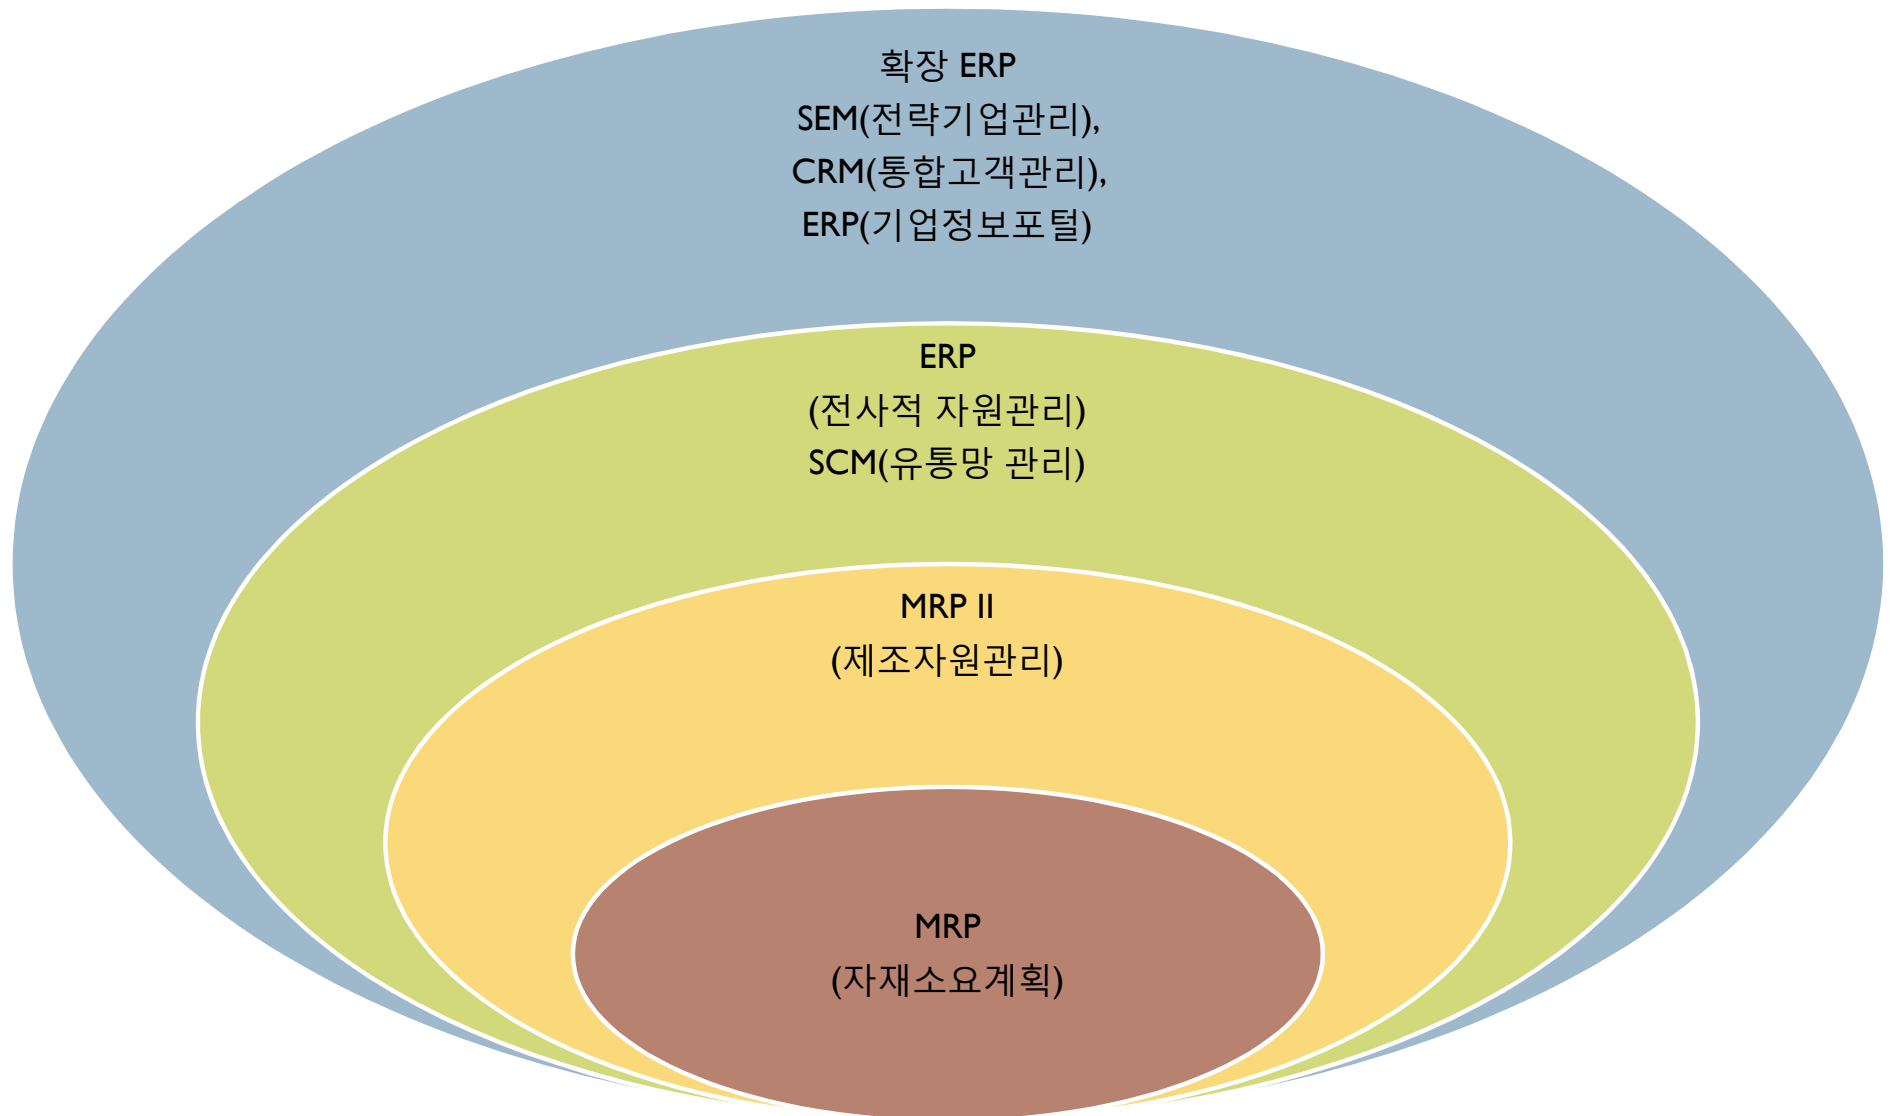 확장 ERP
SEM(전략기업관리),
CRM(통합고객관리),
ERP(기업정보포털)
ERP
(전사적 자원관리)
SCM(유통망 관리)
MRP II
(제조자원관리)
MRP
(자재소요계획)